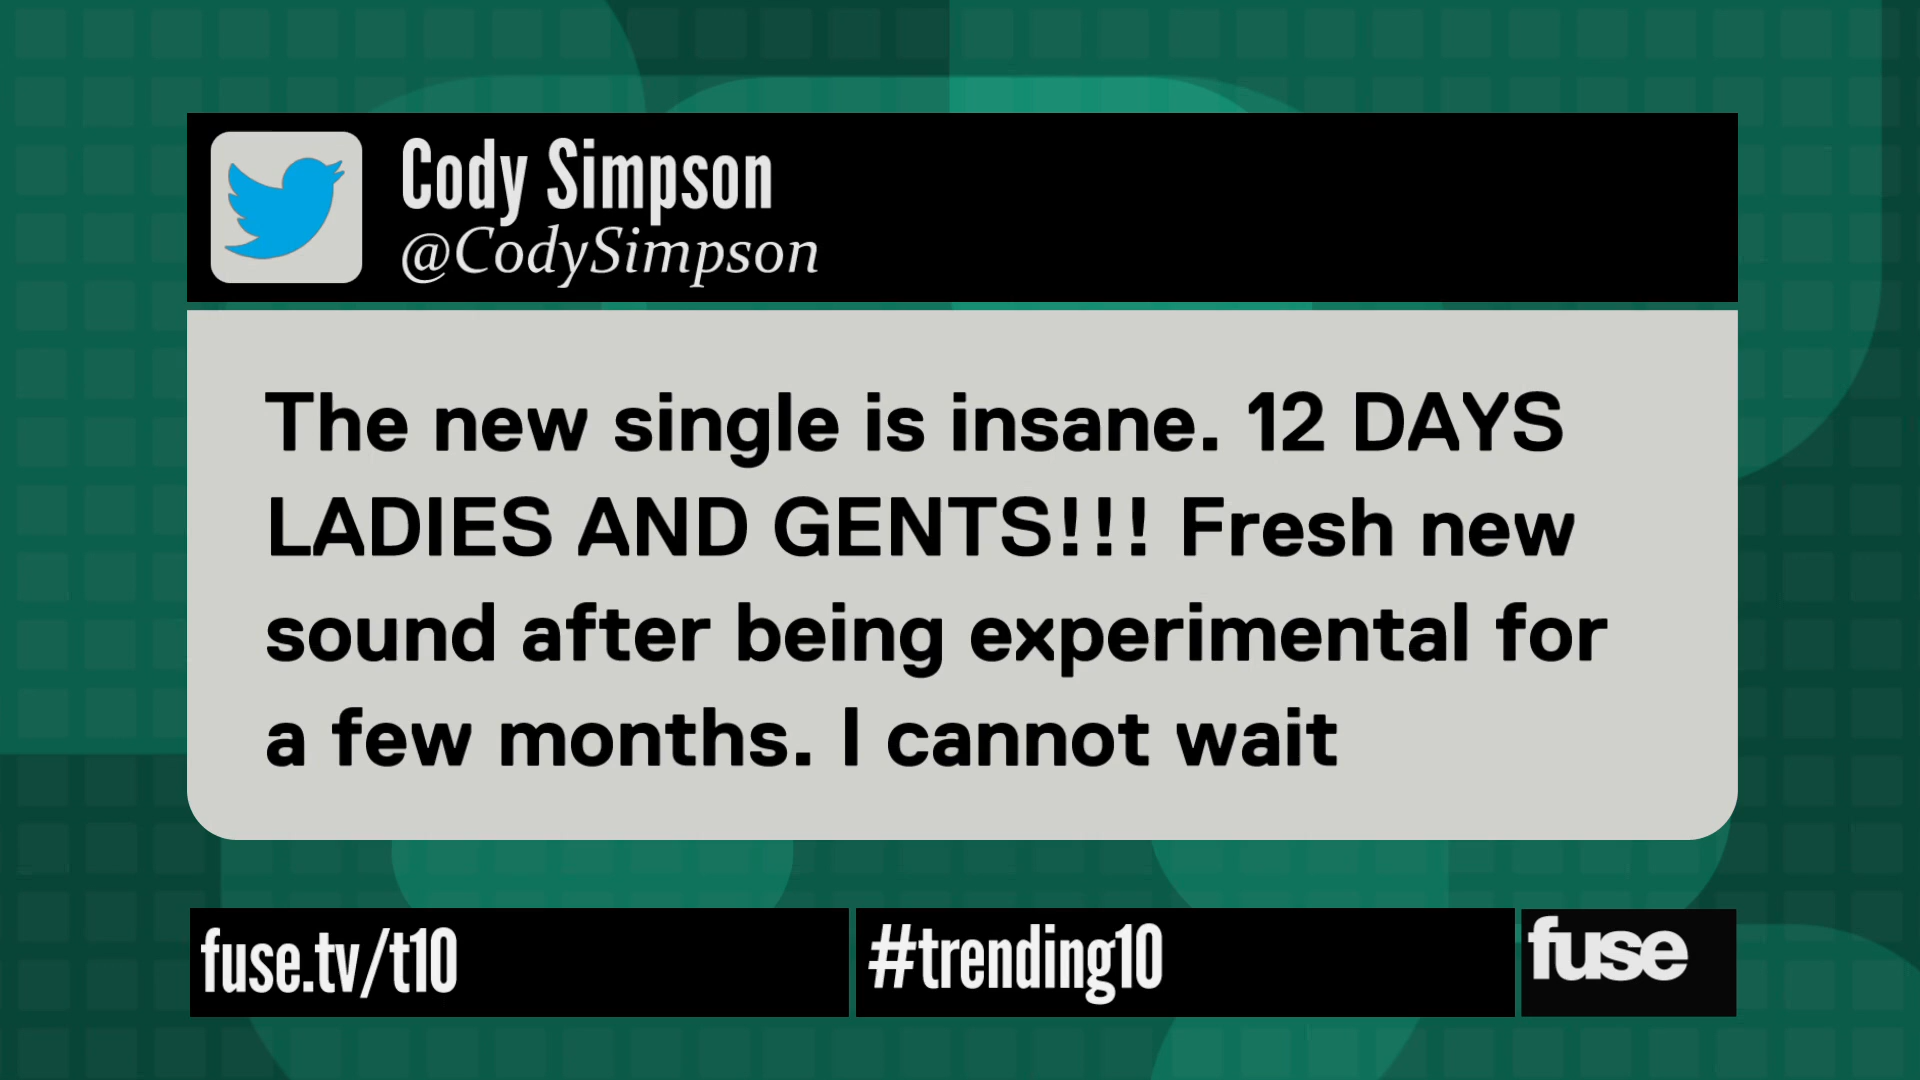 Cody Simpson
@CodySimpson
The new single is insane. 12 DAYS
LADIES AND GENTS!!! Fresh new
sound after being experimental for
a few months. I cannot wait
fuse.tv/t10
#trending10
fuse